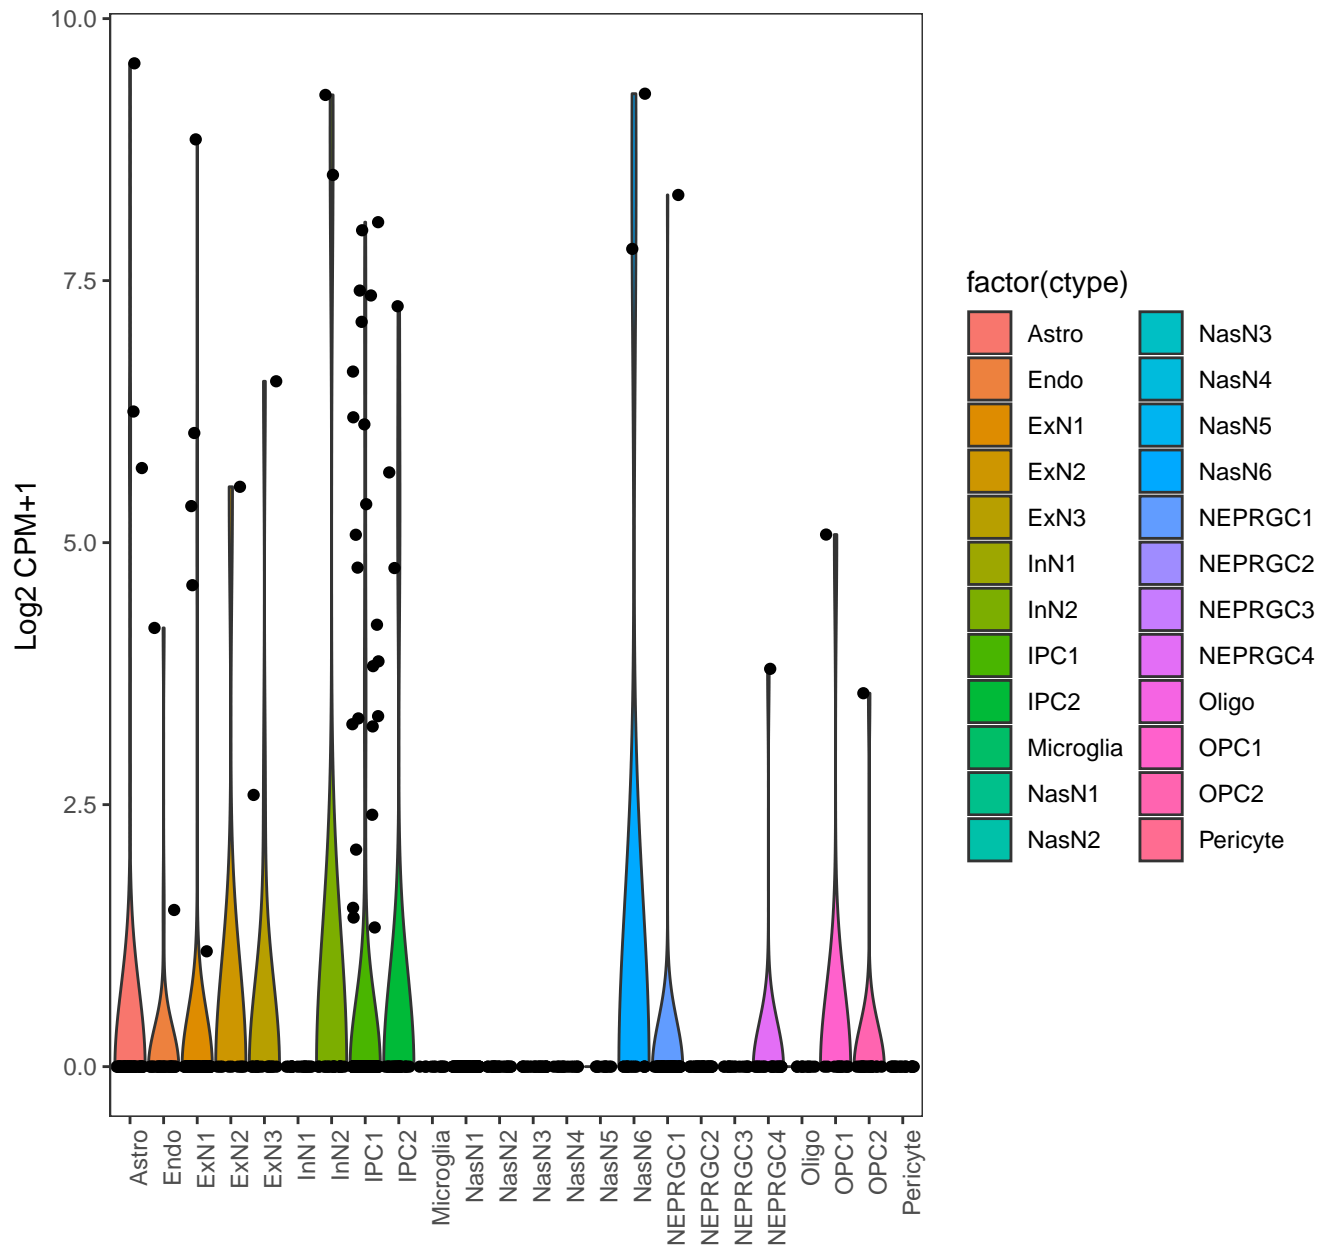 10.0
7.5
5.0
2.5
0.0
Log2 CPM+1
Astro
Endo
ExN1
ExN2
ExN3
InN1
InN2
IPC1
IPC2
Microglia
NasN1
NasN2
NasN3
NasN4
NasN5
NasN6
NEPRGC1
NEPRGC2
NEPRGC3
NEPRGC4
Oligo
OPC1
OPC2
Pericyte
factor(ctype)
Astro
Endo
ExN1
ExN2
ExN3
InN1
InN2
IPC1
IPC2
Microglia
NasN1
NasN2
NasN3
NasN4
NasN5
NasN6
NEPRGC1
NEPRGC2
NEPRGC3
NEPRGC4
Oligo
OPC1
OPC2
Pericyte